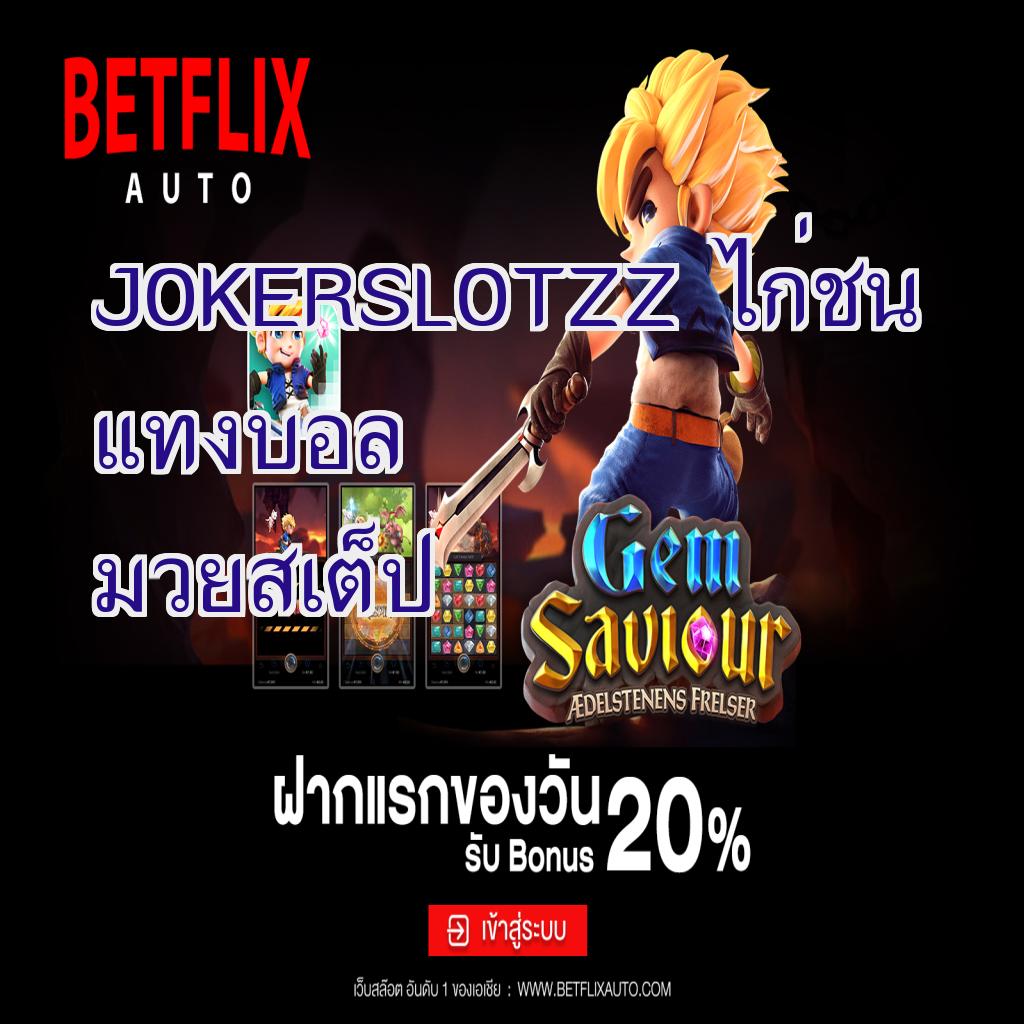 BETFLIX
AUTO
JOKERSLOTZZ ไก่ชน
แทงบอล
มวยสเต็ป
Gem
Saviour
ÆDELSTENENS FRELSER
ฝากแรกของวัน
รับ Bonus 20%
เข้าสู่ระบบ
เว็บสล๊อต อันดับ 1 ของเอเชีย : WWW.BETFLIXAUTO.COM